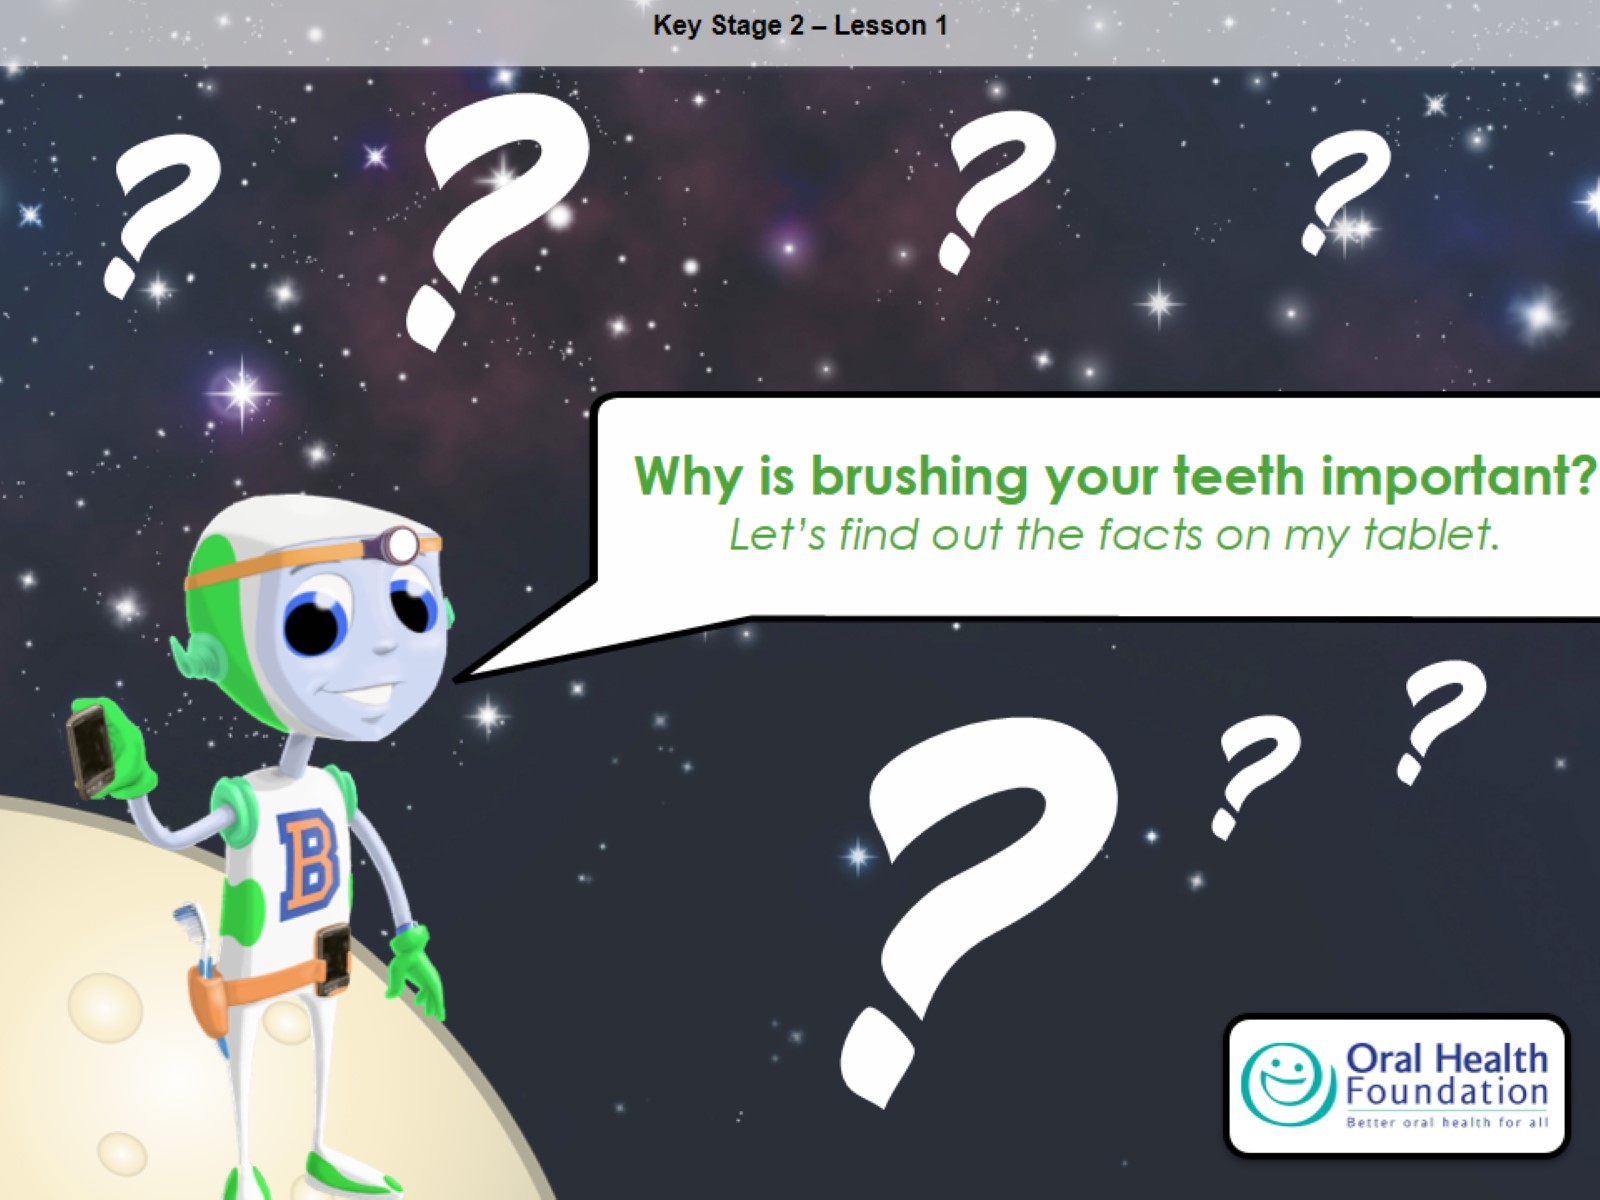 Key Stage 2 – Lesson 1
Why is brushing your teeth important?
Let's find out the facts on my tablet.
B
Oral Health
Foundation
Better oral health for all